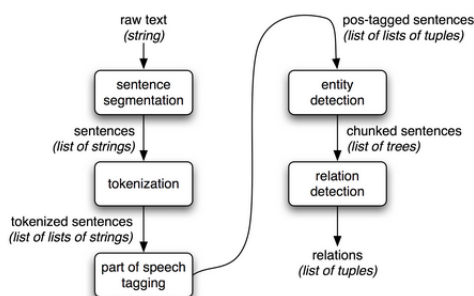 raw text
(string)
sentence
segmentation
sentences
(list of strings)
tokenization
tokenized sentences
(list of lists of strings)
part of speech
tagging
pos-tagged sentences
(list of lists of tuples)
entity
detection
chunked sentences
(list of trees)
relation
detection
relations
(list of tuples)